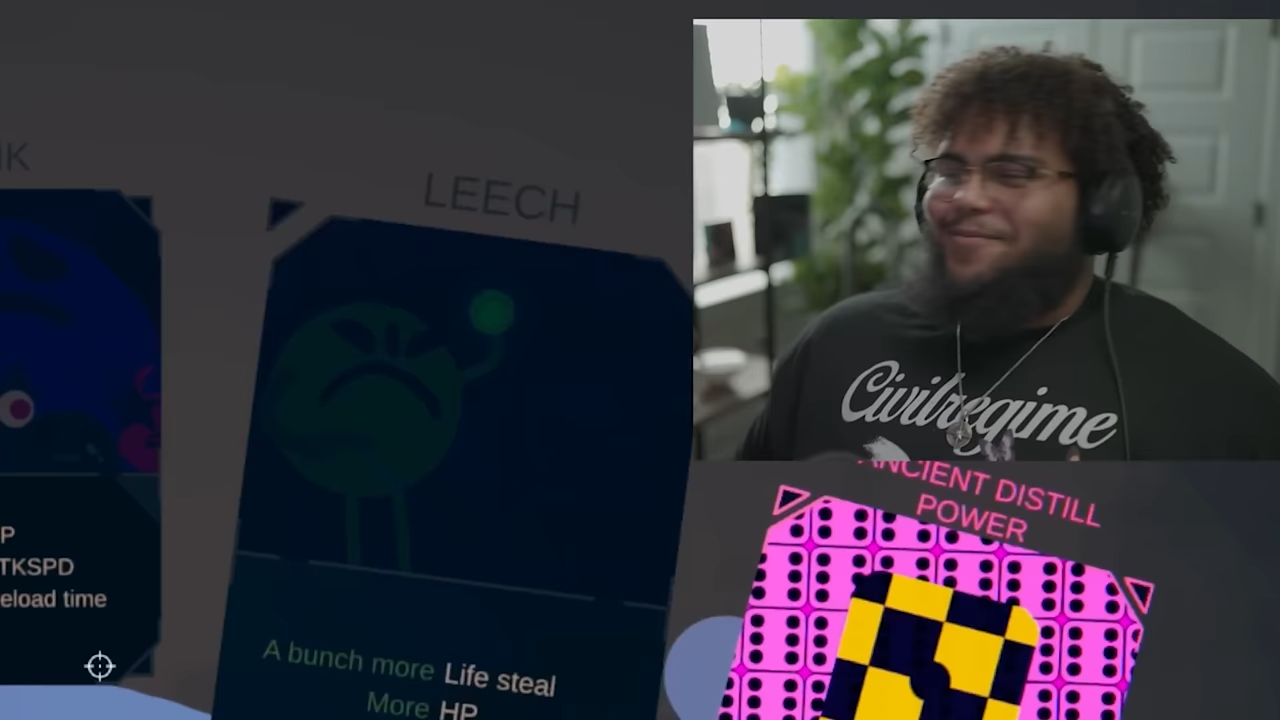 LEECH
P
TKSPD
eload time
A bunch more Life steal
More HP
Civilregime
ANCIENT DISTILL
POWER